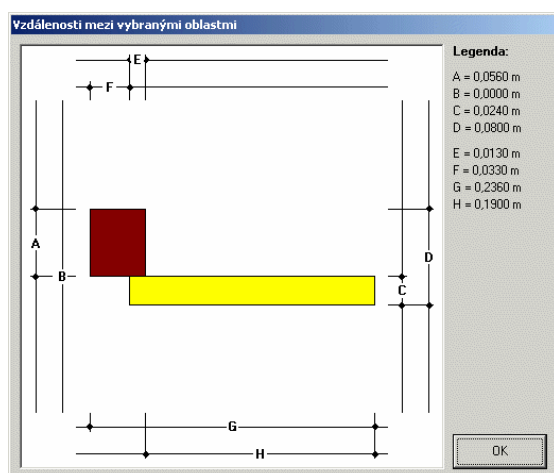 Vzdálenosti mezi vybranými oblastmi
Legenda:
A = 0,0560 m
B = 0,0000 m
C = 0,0240 m
D = 0,0800 m
E = 0,0130 m
F = 0,0330 m
G = 0,2360 m
H = 0,1900 m
E
F
A
B
D
C
G
H
OK